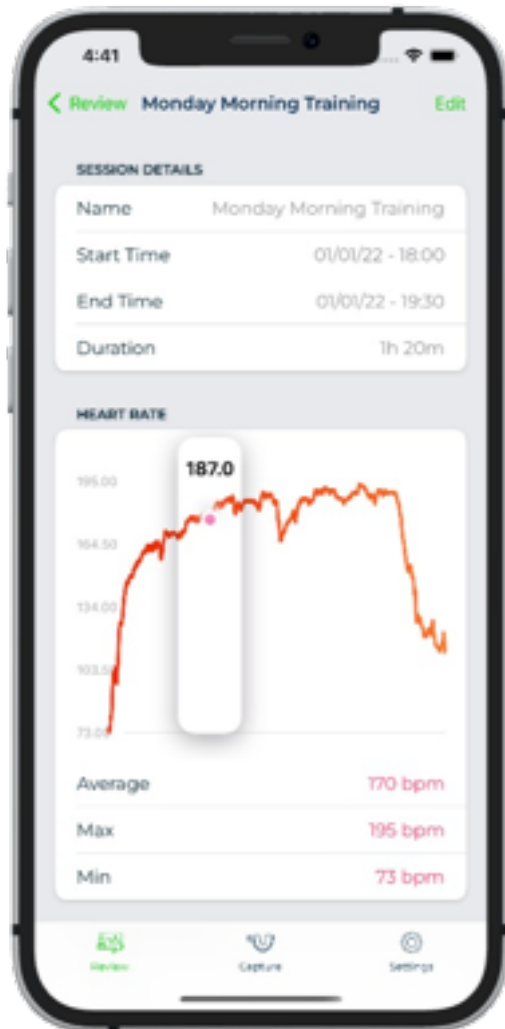 4:41
Review Monday Morning Training Edit
SESSION DETAILS
Name Monday Morning Training
Start Time 01/01/22 - 18:00
End Time 01/01/22 - 19:30
Duration 1h 20m
HEART RATE
187.0
195.00
164.50
134.00
103.50
73.00
Average 170 bpm
Max 195 bpm
Min 73 bpm
Review Capture Settings